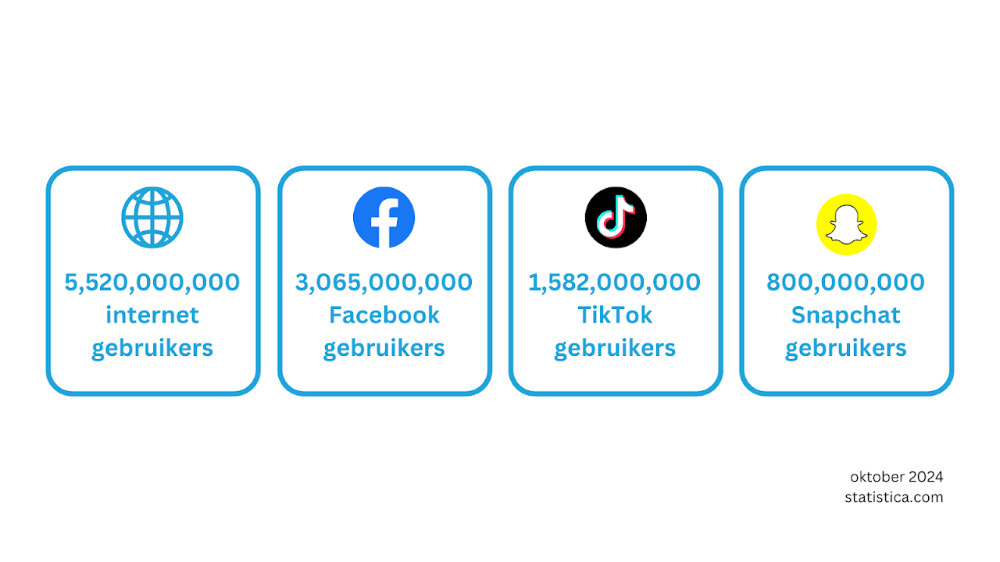 5,520,000,000
internet
gebruikers
3,065,000,000
Facebook
gebruikers
1,582,000,000
TikTok
gebruikers
800,000,000
Snapchat
gebruikers
oktober 2024
statistica.com